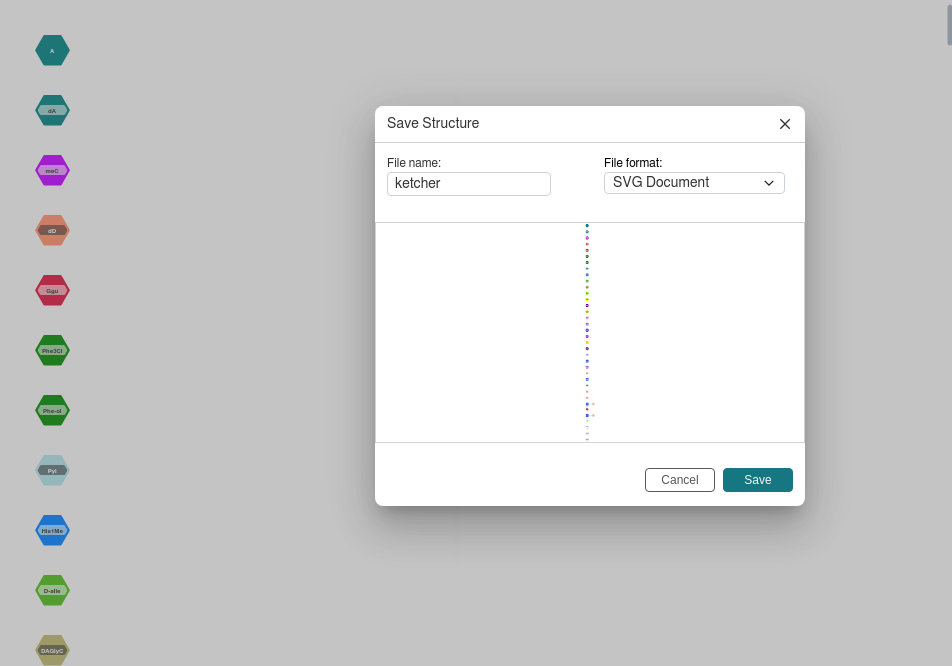 A
dA
meC
dD
Ggu
Phe3Cl
Phe-ol
Pyl
His1Me
D-aIle
DAGlyC
Save Structure
File name:
File format:
ketcher
SVG Document
Cancel
Save